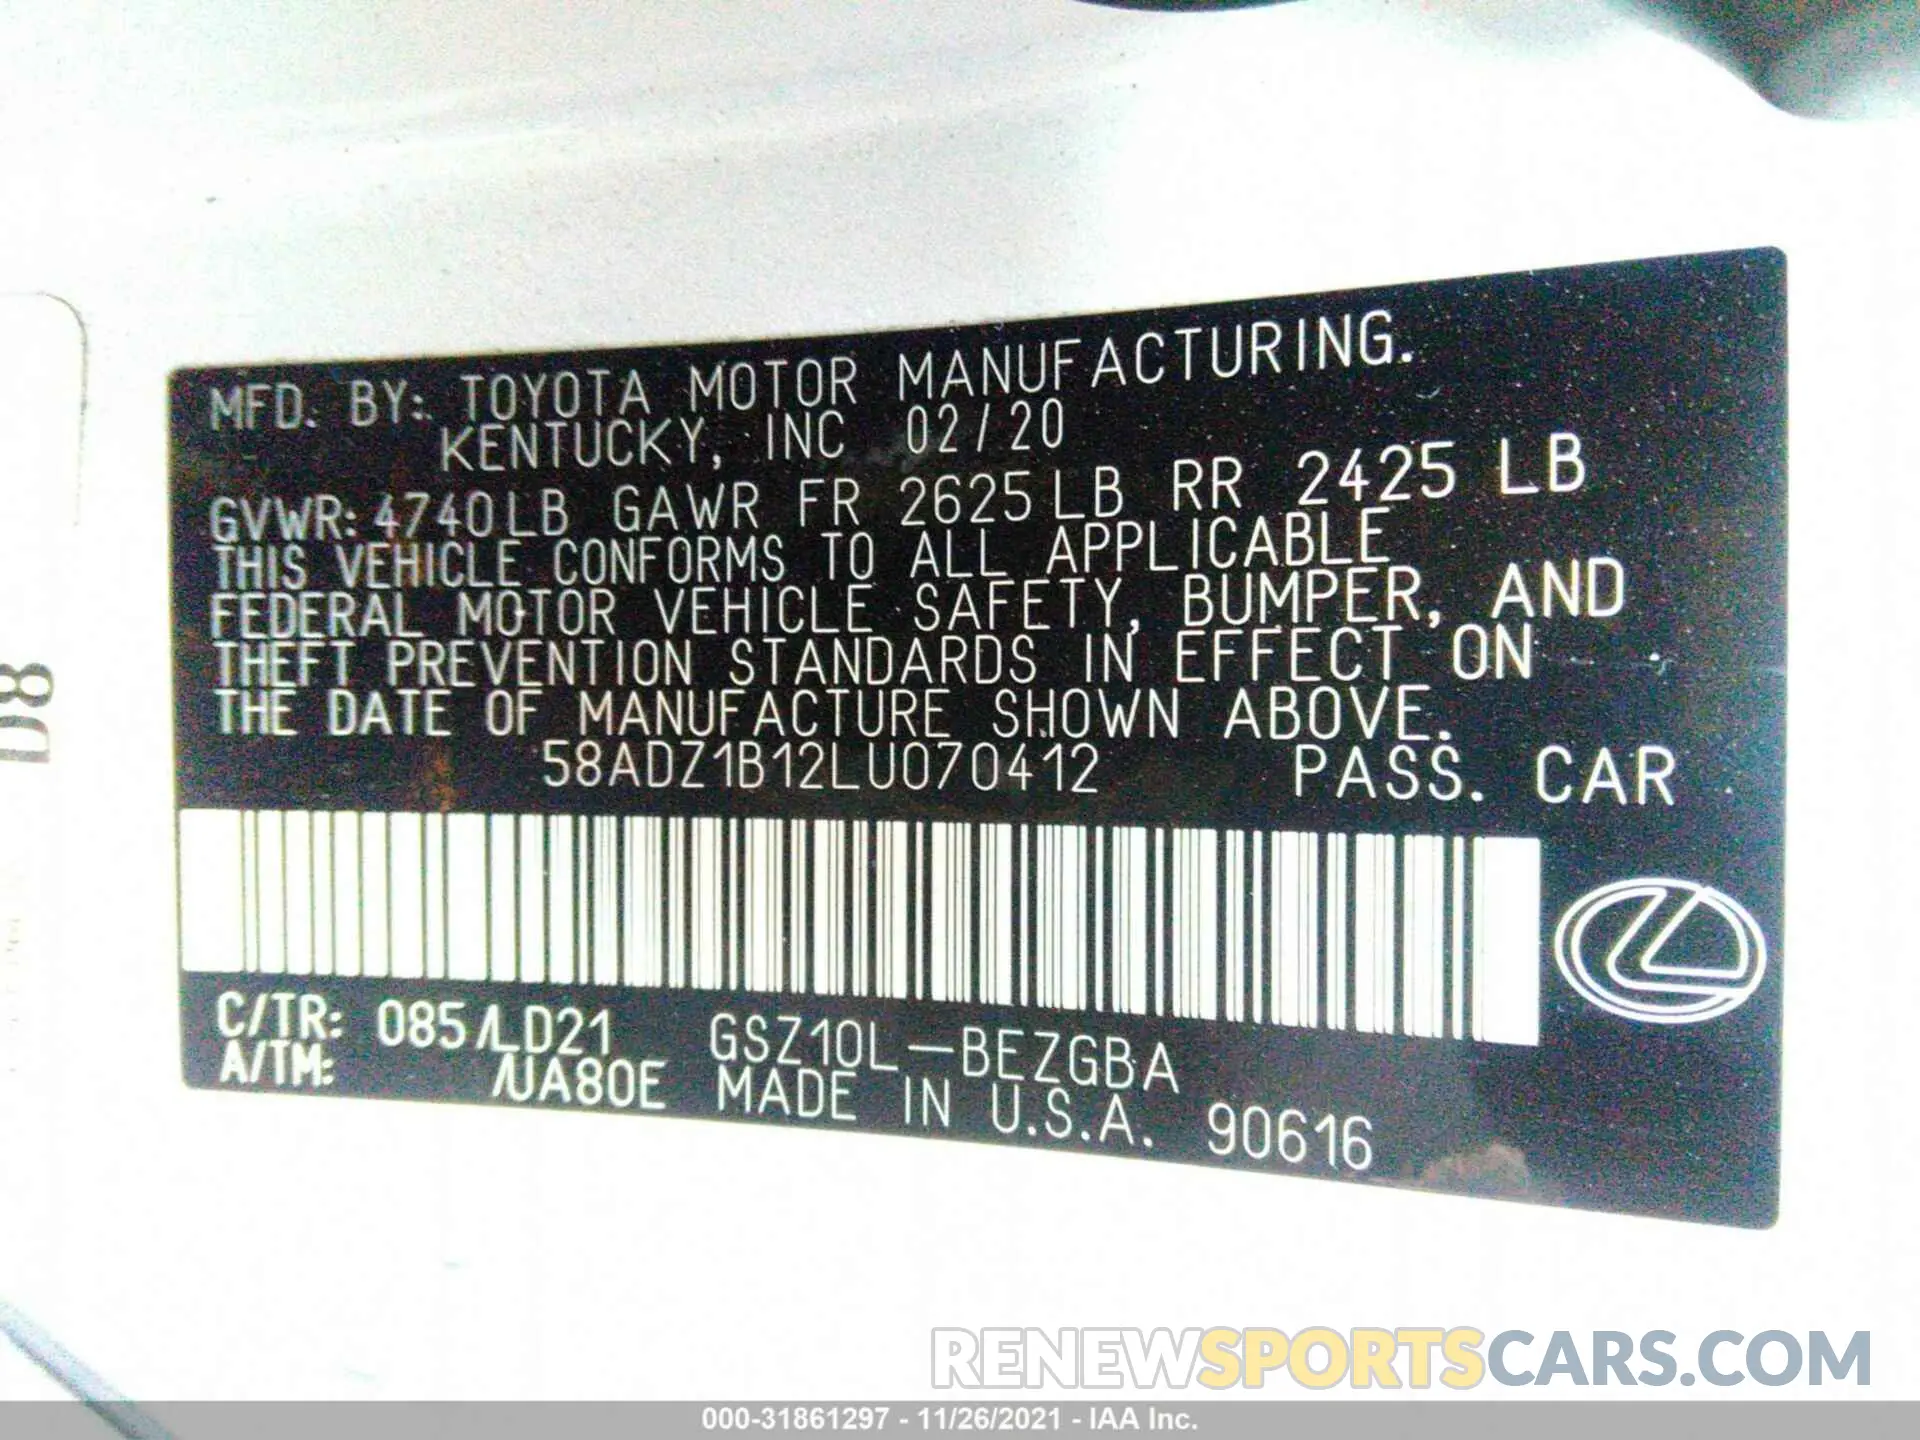 MFD. BY: TOYOTA MOTOR MANUFACTURING.
KENTUCKY, INC 02/20
GVWR: 4740LB GAWR FR 2625LB RR 2425 LB
THIS VEHICLE CONFORMS TO ALL APPLICABLE
FEDERAL MOTOR VEHICLE SAFETY, BUMPER, AND
THEFT PREVENTION STANDARDS IN EFFECT ON
THE DATE OF MANUFACTURE SHOWN ABOVE.
58ADZ1B12LU070412 PASS. CAR
C/TR: 085/LD21 GSZ10L-BEZGBA
A/TM: /UA80E MADE IN U.S.A. 90616
D8
RENEWSPORTSCARS.COM
000-31861297 - 11/26/2021 - IAA Inc.